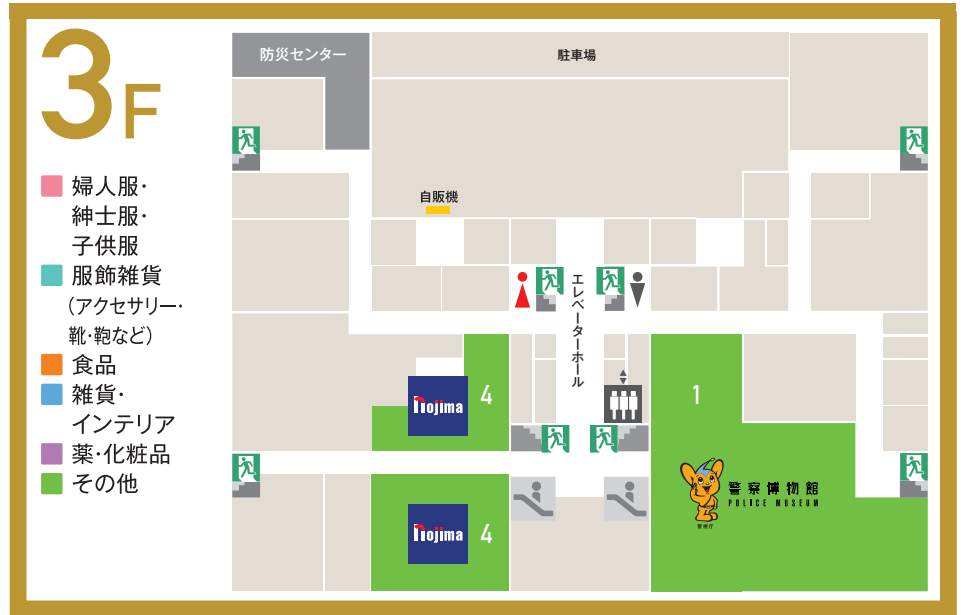 3F
婦人服・
紳士服・
子供服
服飾雑貨
(アクセサリー・
靴・鞄など)
食品
雑貨・
インテリア
薬・化粧品
その他
防災センター
駐車場
自販機
エレベーターホール
nojima
4
1
警察博物館
POLICE MUSEUM
警視庁
nojima
4